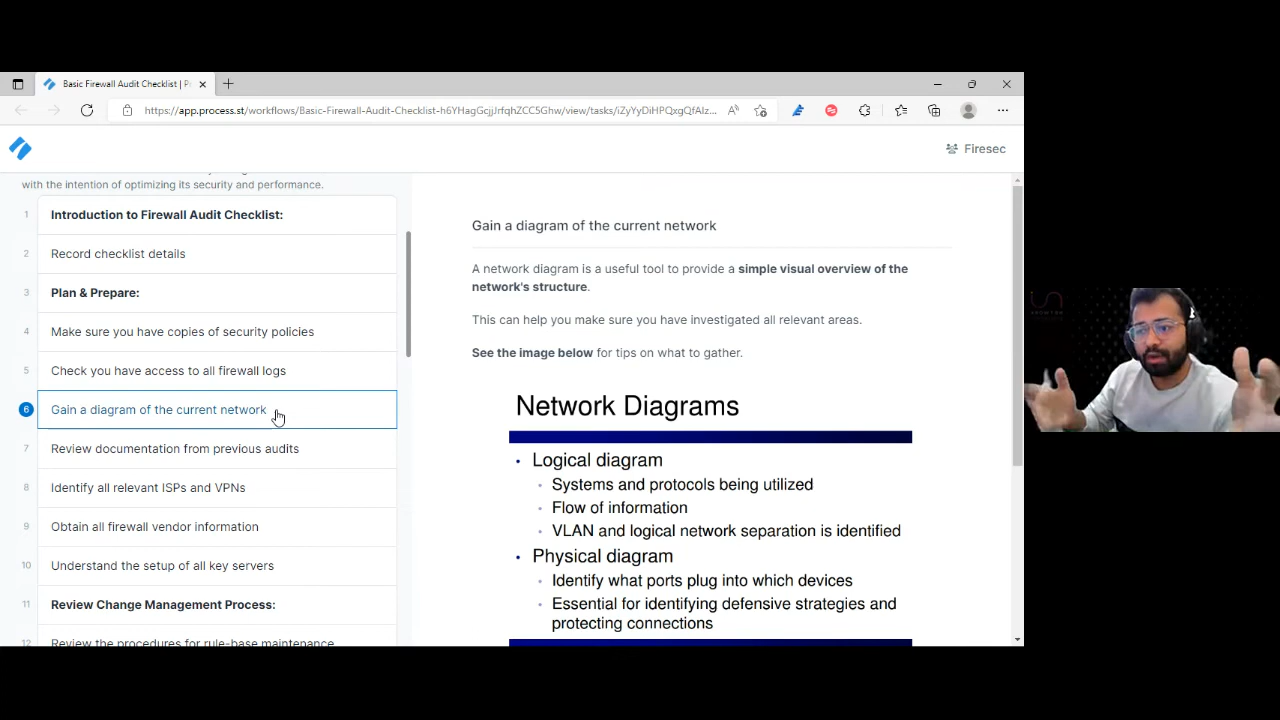 Basic Firewall Audit Checklist | P
https://app.process.st/workflows/Basic-Firewall-Audit-Checklist-h6YHagGcjjJrfqhZCC5Ghw/view/tasks/iZyYyDiHPQxgQfAlz...
Firesec
with the intention of optimizing its security and performance.
1 Introduction to Firewall Audit Checklist:
2 Record checklist details
3 Plan & Prepare:
4 Make sure you have copies of security policies
5 Check you have access to all firewall logs
6 Gain a diagram of the current network
7 Review documentation from previous audits
8 Identify all relevant ISPs and VPNs
9 Obtain all firewall vendor information
10 Understand the setup of all key servers
11 Review Change Management Process:
12 Review the procedures for rule-base maintenance
Gain a diagram of the current network
A network diagram is a useful tool to provide a simple visual overview of the
network's structure.
This can help you make sure you have investigated all relevant areas.
See the image below for tips on what to gather.
Network Diagrams
• Logical diagram
• Systems and protocols being utilized
• Flow of information
• VLAN and logical network separation is identified
• Physical diagram
• Identify what ports plug into which devices
• Essential for identifying defensive strategies and
protecting connections